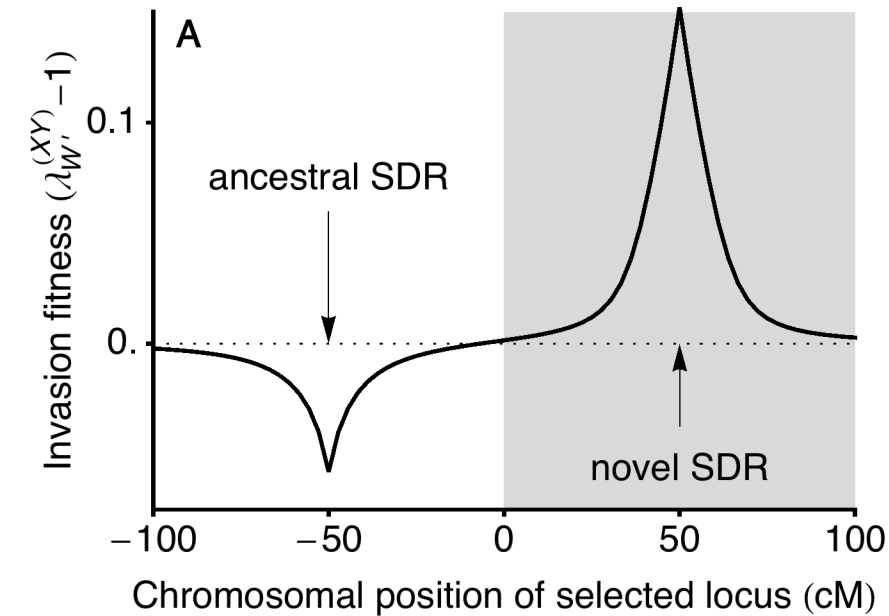 A
Invasion fitness (λ_{W'}^{(XY)} −1)
0.1
0.
ancestral SDR
novel SDR
−100 −50 0 50 100
Chromosomal position of selected locus (cM)